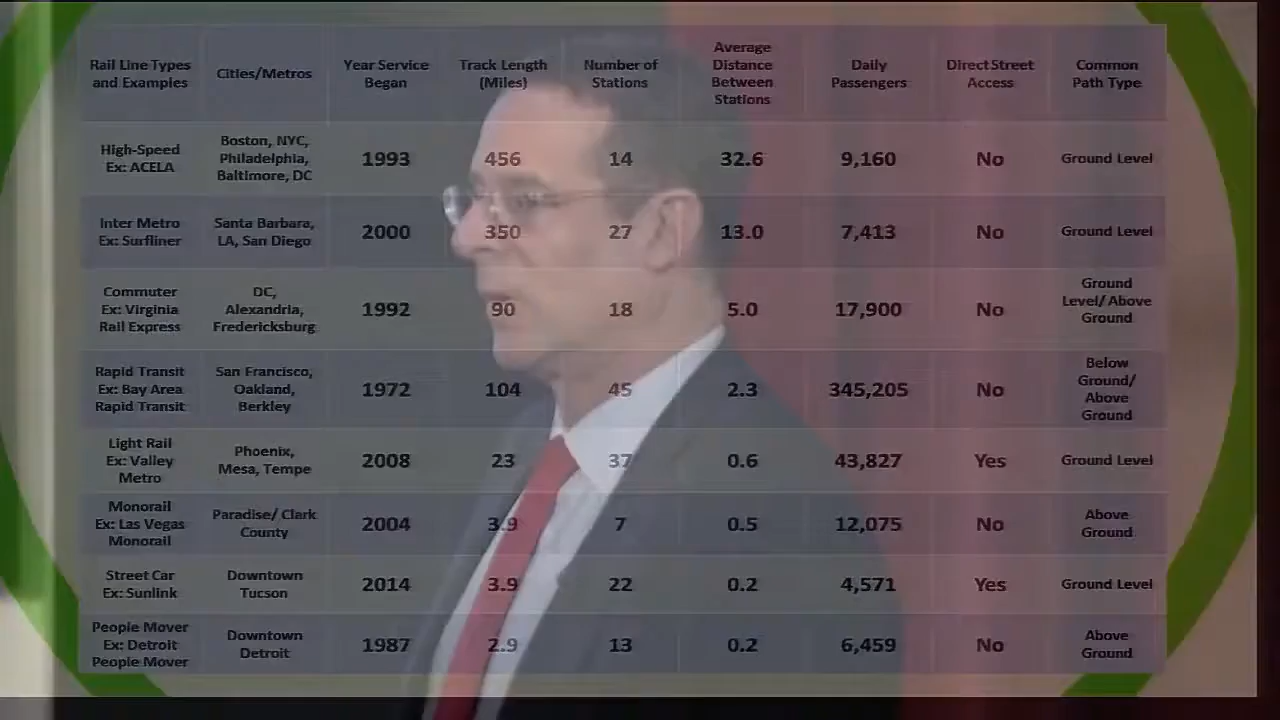 Rail Line Types and Examples Cities/Metros Year Service Began Track Length (Miles) Number of Stations Average Distance Between Stations Daily Passengers Direct Street Access Common Path Type
High-Speed Ex: ACELA Boston, NYC, Philadelphia, Baltimore, DC 1993 456 14 32.6 9,160 No Ground Level
Inter Metro Ex: Surfliner Santa Barbara, LA, San Diego 2000 350 27 13.0 7,413 No Ground Level
Commuter Ex: Virginia Rail Express DC, Alexandria, Fredericksburg 1992 90 18 5.0 17,900 No Ground Level/ Above Ground
Rapid Transit Ex: Bay Area Rapid Transit San Francisco, Oakland, Berkley 1972 104 45 2.3 345,205 No Below Ground/ Above Ground
Light Rail Ex: Valley Metro Phoenix, Mesa, Tempe 2008 23 37 0.6 43,827 Yes Ground Level
Monorail Ex: Las Vegas Monorail Paradise/ Clark County 2004 3.9 7 0.5 12,075 No Above Ground
Street Car Ex: Sunlink Downtown Tucson 2014 3.9 22 0.2 4,571 Yes Ground Level
People Mover Ex: Detroit People Mover Downtown Detroit 1987 2.9 13 0.2 6,459 No Above Ground